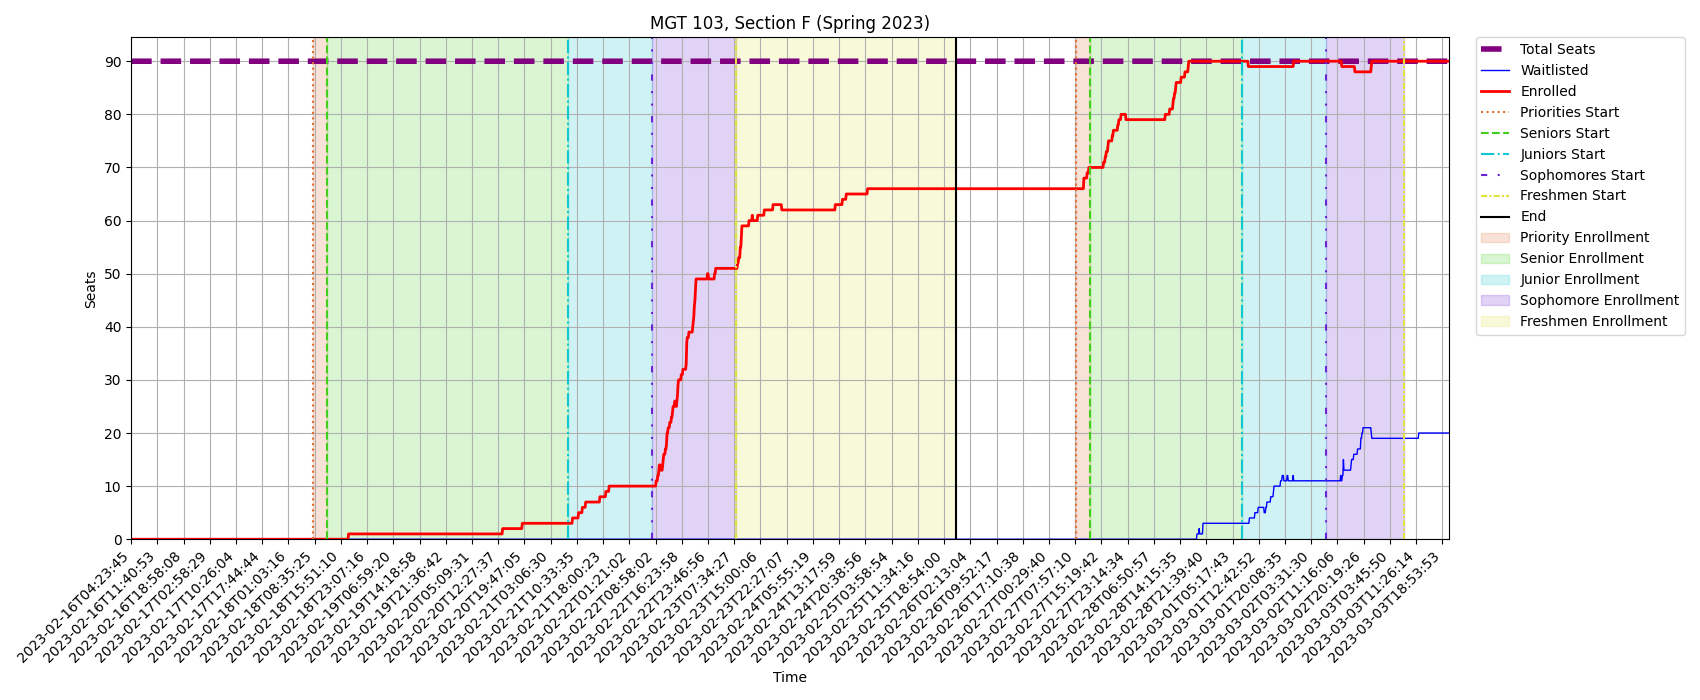 MGT 103, Section F (Spring 2023)
Seats
90
80
70
60
50
40
30
20
10
0
2023-02-16T04:23:45
2023-02-16T11:40:53
2023-02-16T18:58:08
2023-02-17T02:58:29
2023-02-17T10:26:04
2023-02-17T17:44:44
2023-02-18T01:03:16
2023-02-18T08:35:25
2023-02-18T15:51:10
2023-02-18T23:07:16
2023-02-19T06:59:20
2023-02-19T14:18:58
2023-02-19T21:36:42
2023-02-20T05:09:31
2023-02-20T12:27:37
2023-02-20T19:47:05
2023-02-21T03:06:30
2023-02-21T10:33:35
2023-02-21T18:00:23
2023-02-22T01:21:02
2023-02-22T08:58:02
2023-02-22T16:23:58
2023-02-22T23:46:56
2023-02-23T07:34:27
2023-02-23T15:00:06
2023-02-23T22:27:07
2023-02-24T05:55:19
2023-02-24T13:17:59
2023-02-24T20:38:56
2023-02-25T03:58:54
2023-02-25T11:34:16
2023-02-25T18:54:00
2023-02-26T02:13:04
2023-02-26T09:52:17
2023-02-26T17:10:38
2023-02-27T00:29:40
2023-02-27T07:57:10
2023-02-27T15:19:42
2023-02-27T23:14:34
2023-02-28T06:50:57
2023-02-28T14:15:35
2023-02-28T21:39:40
2023-03-01T05:17:43
2023-03-01T12:42:52
2023-03-01T20:08:35
2023-03-02T03:31:30
2023-03-02T11:16:06
2023-03-02T20:19:26
2023-03-03T03:45:50
2023-03-03T11:26:14
2023-03-03T18:53:53
Time
Total Seats
Waitlisted
Enrolled
Priorities Start
Seniors Start
Juniors Start
Sophomores Start
Freshmen Start
End
Priority Enrollment
Senior Enrollment
Junior Enrollment
Sophomore Enrollment
Freshmen Enrollment